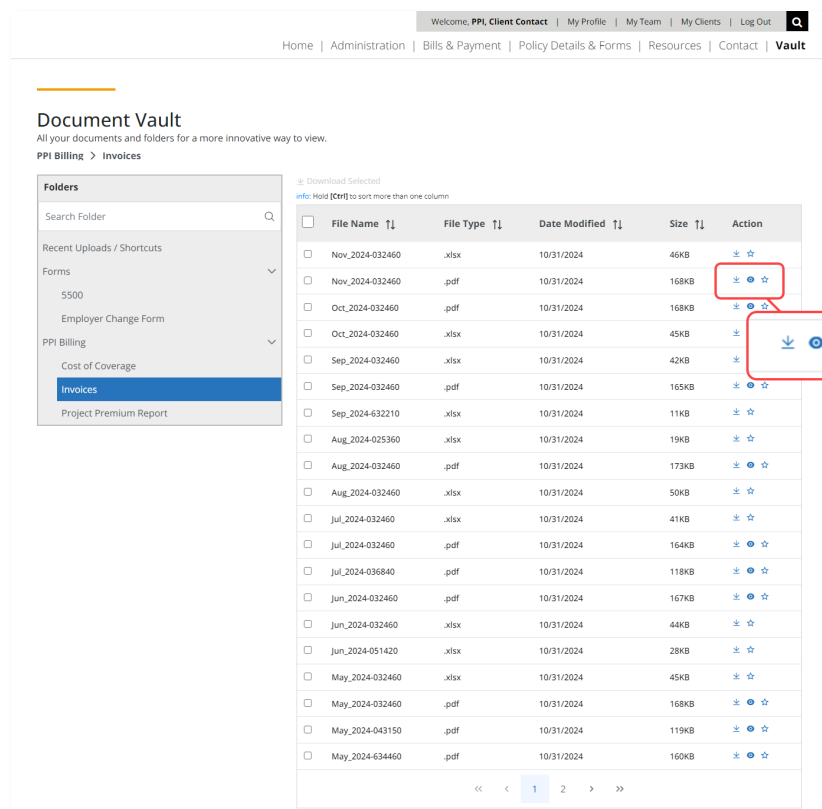 Welcome, PPI, Client Contact | My Profile | My Team | My Clients | Log Out
Home | Administration | Bills & Payment | Policy Details & Forms | Resources | Contact | Vault
Document Vault
All your documents and folders for a more innovative way to view.
PPI Billing > Invoices
Folders
Search Folder
Recent Uploads / Shortcuts
Forms
5500
Employer Change Form
PPI Billing
Cost of Coverage
Invoices
Project Premium Report
Download Selected
info: Hold [Ctrl] to sort more than one column
File Name File Type Date Modified Size Action
Nov_2024-032460 .xlsx 10/31/2024 46KB
Nov_2024-032460 .pdf 10/31/2024 168KB
Oct_2024-032460 .pdf 10/31/2024 168KB
Oct_2024-032460 .xlsx 10/31/2024 45KB
Sep_2024-032460 .xlsx 10/31/2024 42KB
Sep_2024-032460 .pdf 10/31/2024 165KB
Sep_2024-632210 .xlsx 10/31/2024 11KB
Aug_2024-025360 .xlsx 10/31/2024 19KB
Aug_2024-032460 .pdf 10/31/2024 173KB
Aug_2024-032460 .xlsx 10/31/2024 50KB
Jul_2024-032460 .xlsx 10/31/2024 41KB
Jul_2024-032460 .pdf 10/31/2024 164KB
Jul_2024-036840 .pdf 10/31/2024 118KB
Jun_2024-032460 .pdf 10/31/2024 167KB
Jun_2024-032460 .xlsx 10/31/2024 44KB
Jun_2024-051420 .xlsx 10/31/2024 28KB
May_2024-032460 .xlsx 10/31/2024 45KB
May_2024-032460 .pdf 10/31/2024 168KB
May_2024-043150 .pdf 10/31/2024 119KB
May_2024-634460 .pdf 10/31/2024 160KB
<< < 1 2 > >>